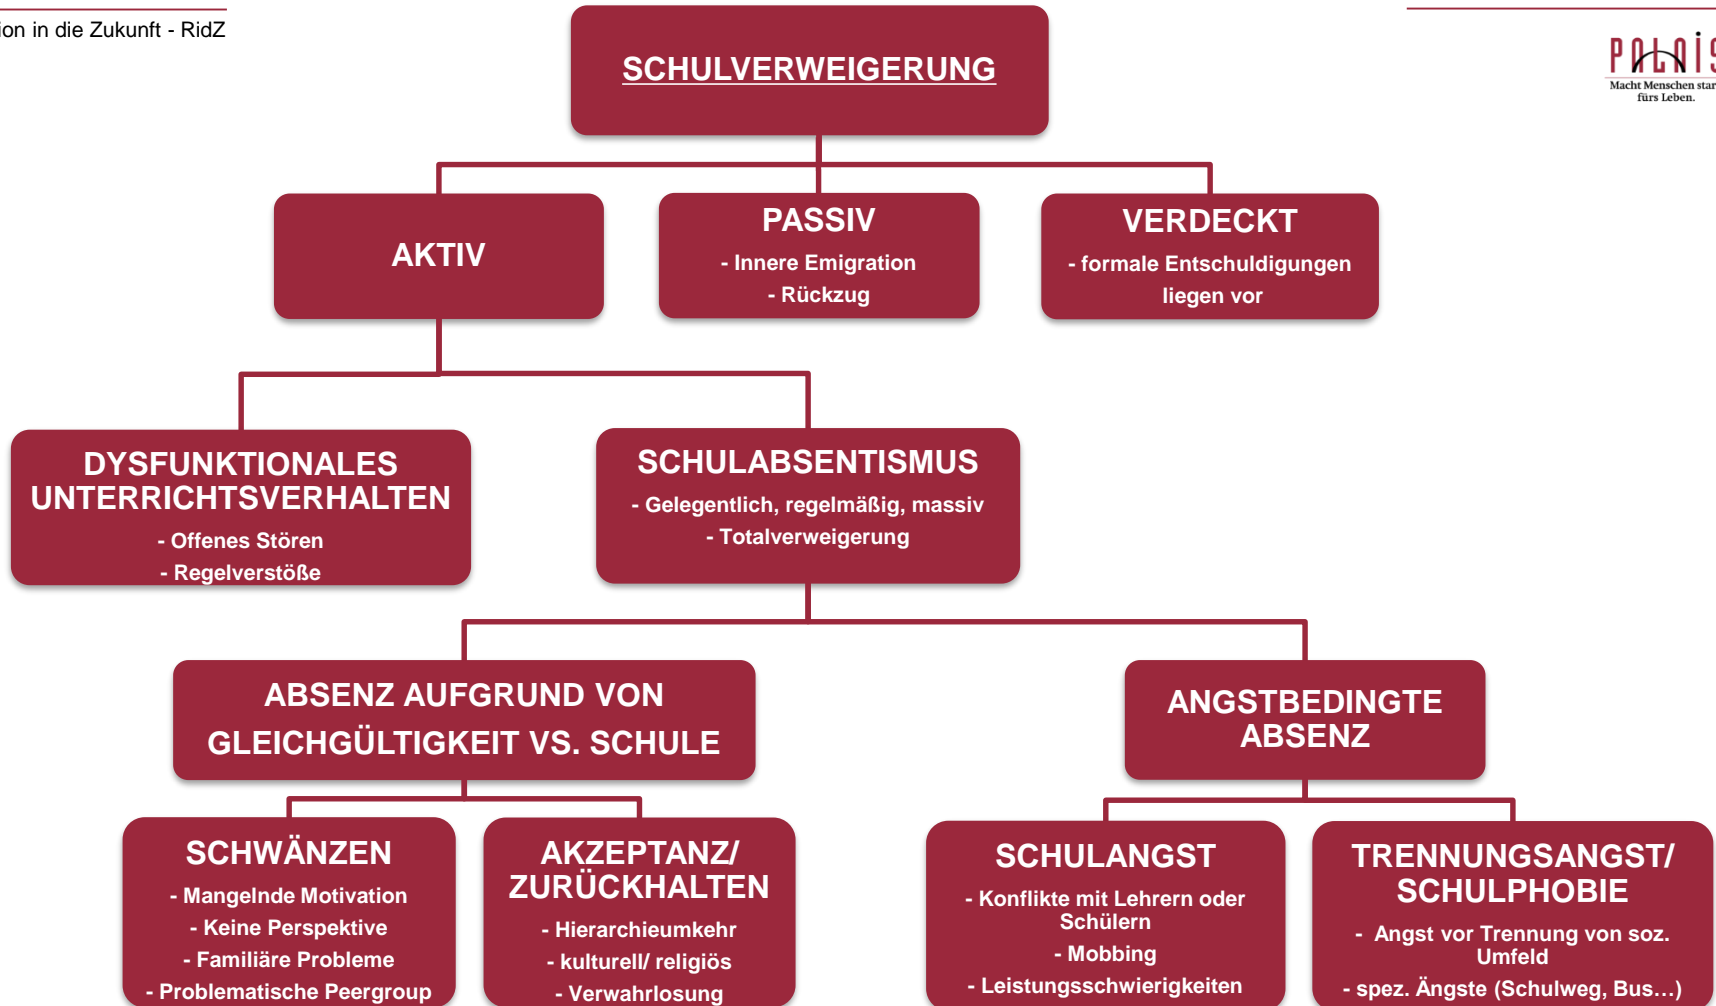 in die Zukunft - RidZ
PALAIS
Macht Menschen
fürs Leben.
SCHULVERWEIGERUNG
AKTIV
PASSIV
- Innere Emigration
- Rückzug
VERDECKT
- formale Entschuldigungen
liegen vor
DYSFUNKTIONALES
UNTERRICHTSVERHALTEN
- Offenes Stören
- Regelverstöße
SCHULABSENTISMUS
- Gelegentlich, regelmäßig, massiv
- Totalverweigerung
ABSENZ AUFGRUND VON
GLEICHGÜLTIGKEIT VS. SCHULE
ANGSTBEDINGTE
ABSENZ
SCHWÄNZEN
- Mangelnde Motivation
- Keine Perspektive
- Familiäre Probleme
- Problematische Peergroup
AKZEPTANZ/
ZURÜCKHALTEN
- Hierarchieumkehr
- kulturell/ religiös
- Verwahrlosung
SCHULANGST
- Konflikte mit Lehrern oder
Schülern
- Mobbing
- Leistungsschwierigkeiten
TRENNUNGSANGST/
SCHULPHOBIE
- Angst vor Trennung von soz.
Umfeld
- spez. Ängste (Schulweg, Bus...)